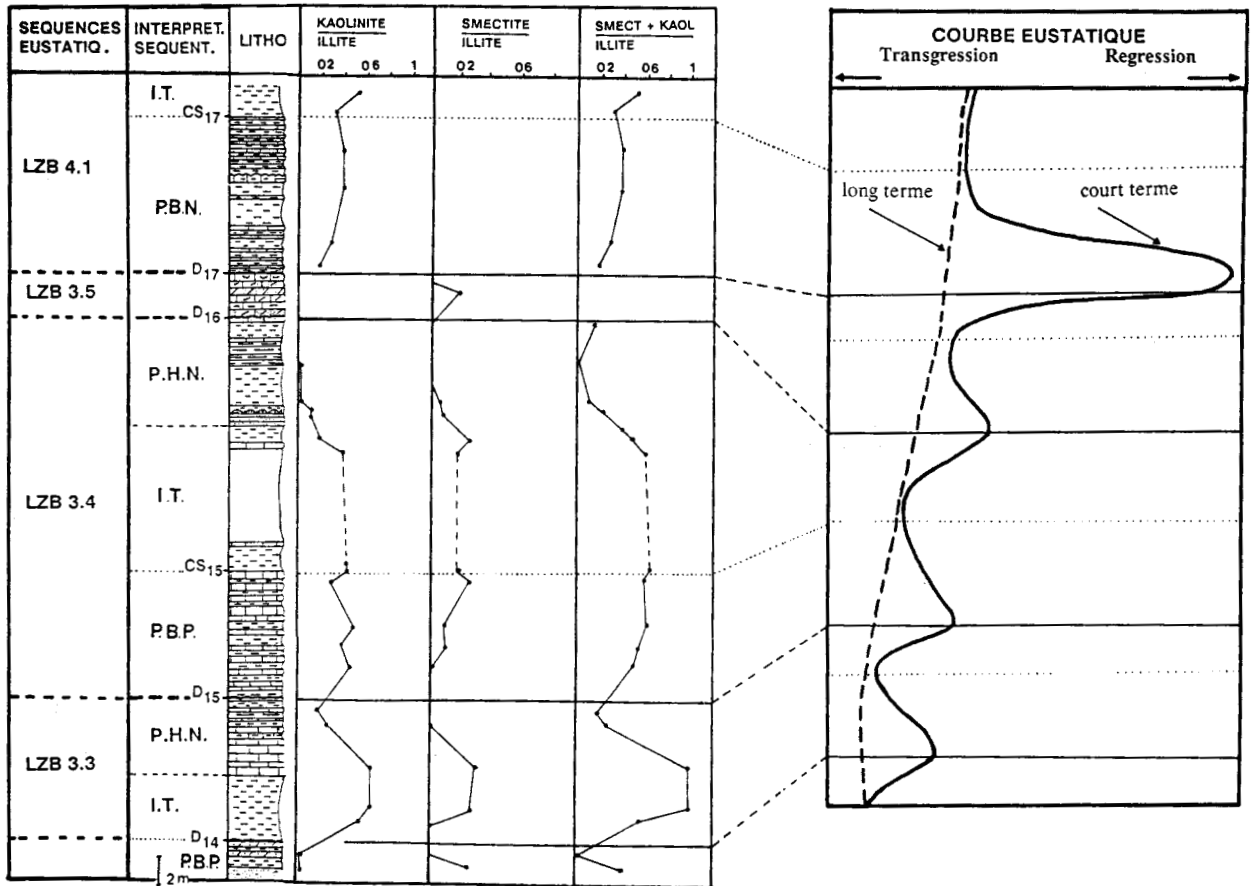 SEQUENCES
EUSTATIQ.
INTERPRET.
SEQUENT.
LITHO
KAOLINITE
ILLITE
02 06 1
SMECTITE
ILLITE
02 06
SMECT + KAOL
ILLITE
02 06 1
COURBE EUSTATIQUE
Transgression Regression
long terme
court terme
I.T.
CS17
LZB 4.1
P.B.N.
D17
LZB 3.5
D16
P.H.N.
LZB 3.4
I.T.
CS15
P.B.P.
D15
P.H.N.
LZB 3.3
I.T.
D14
P.B.P.
2m